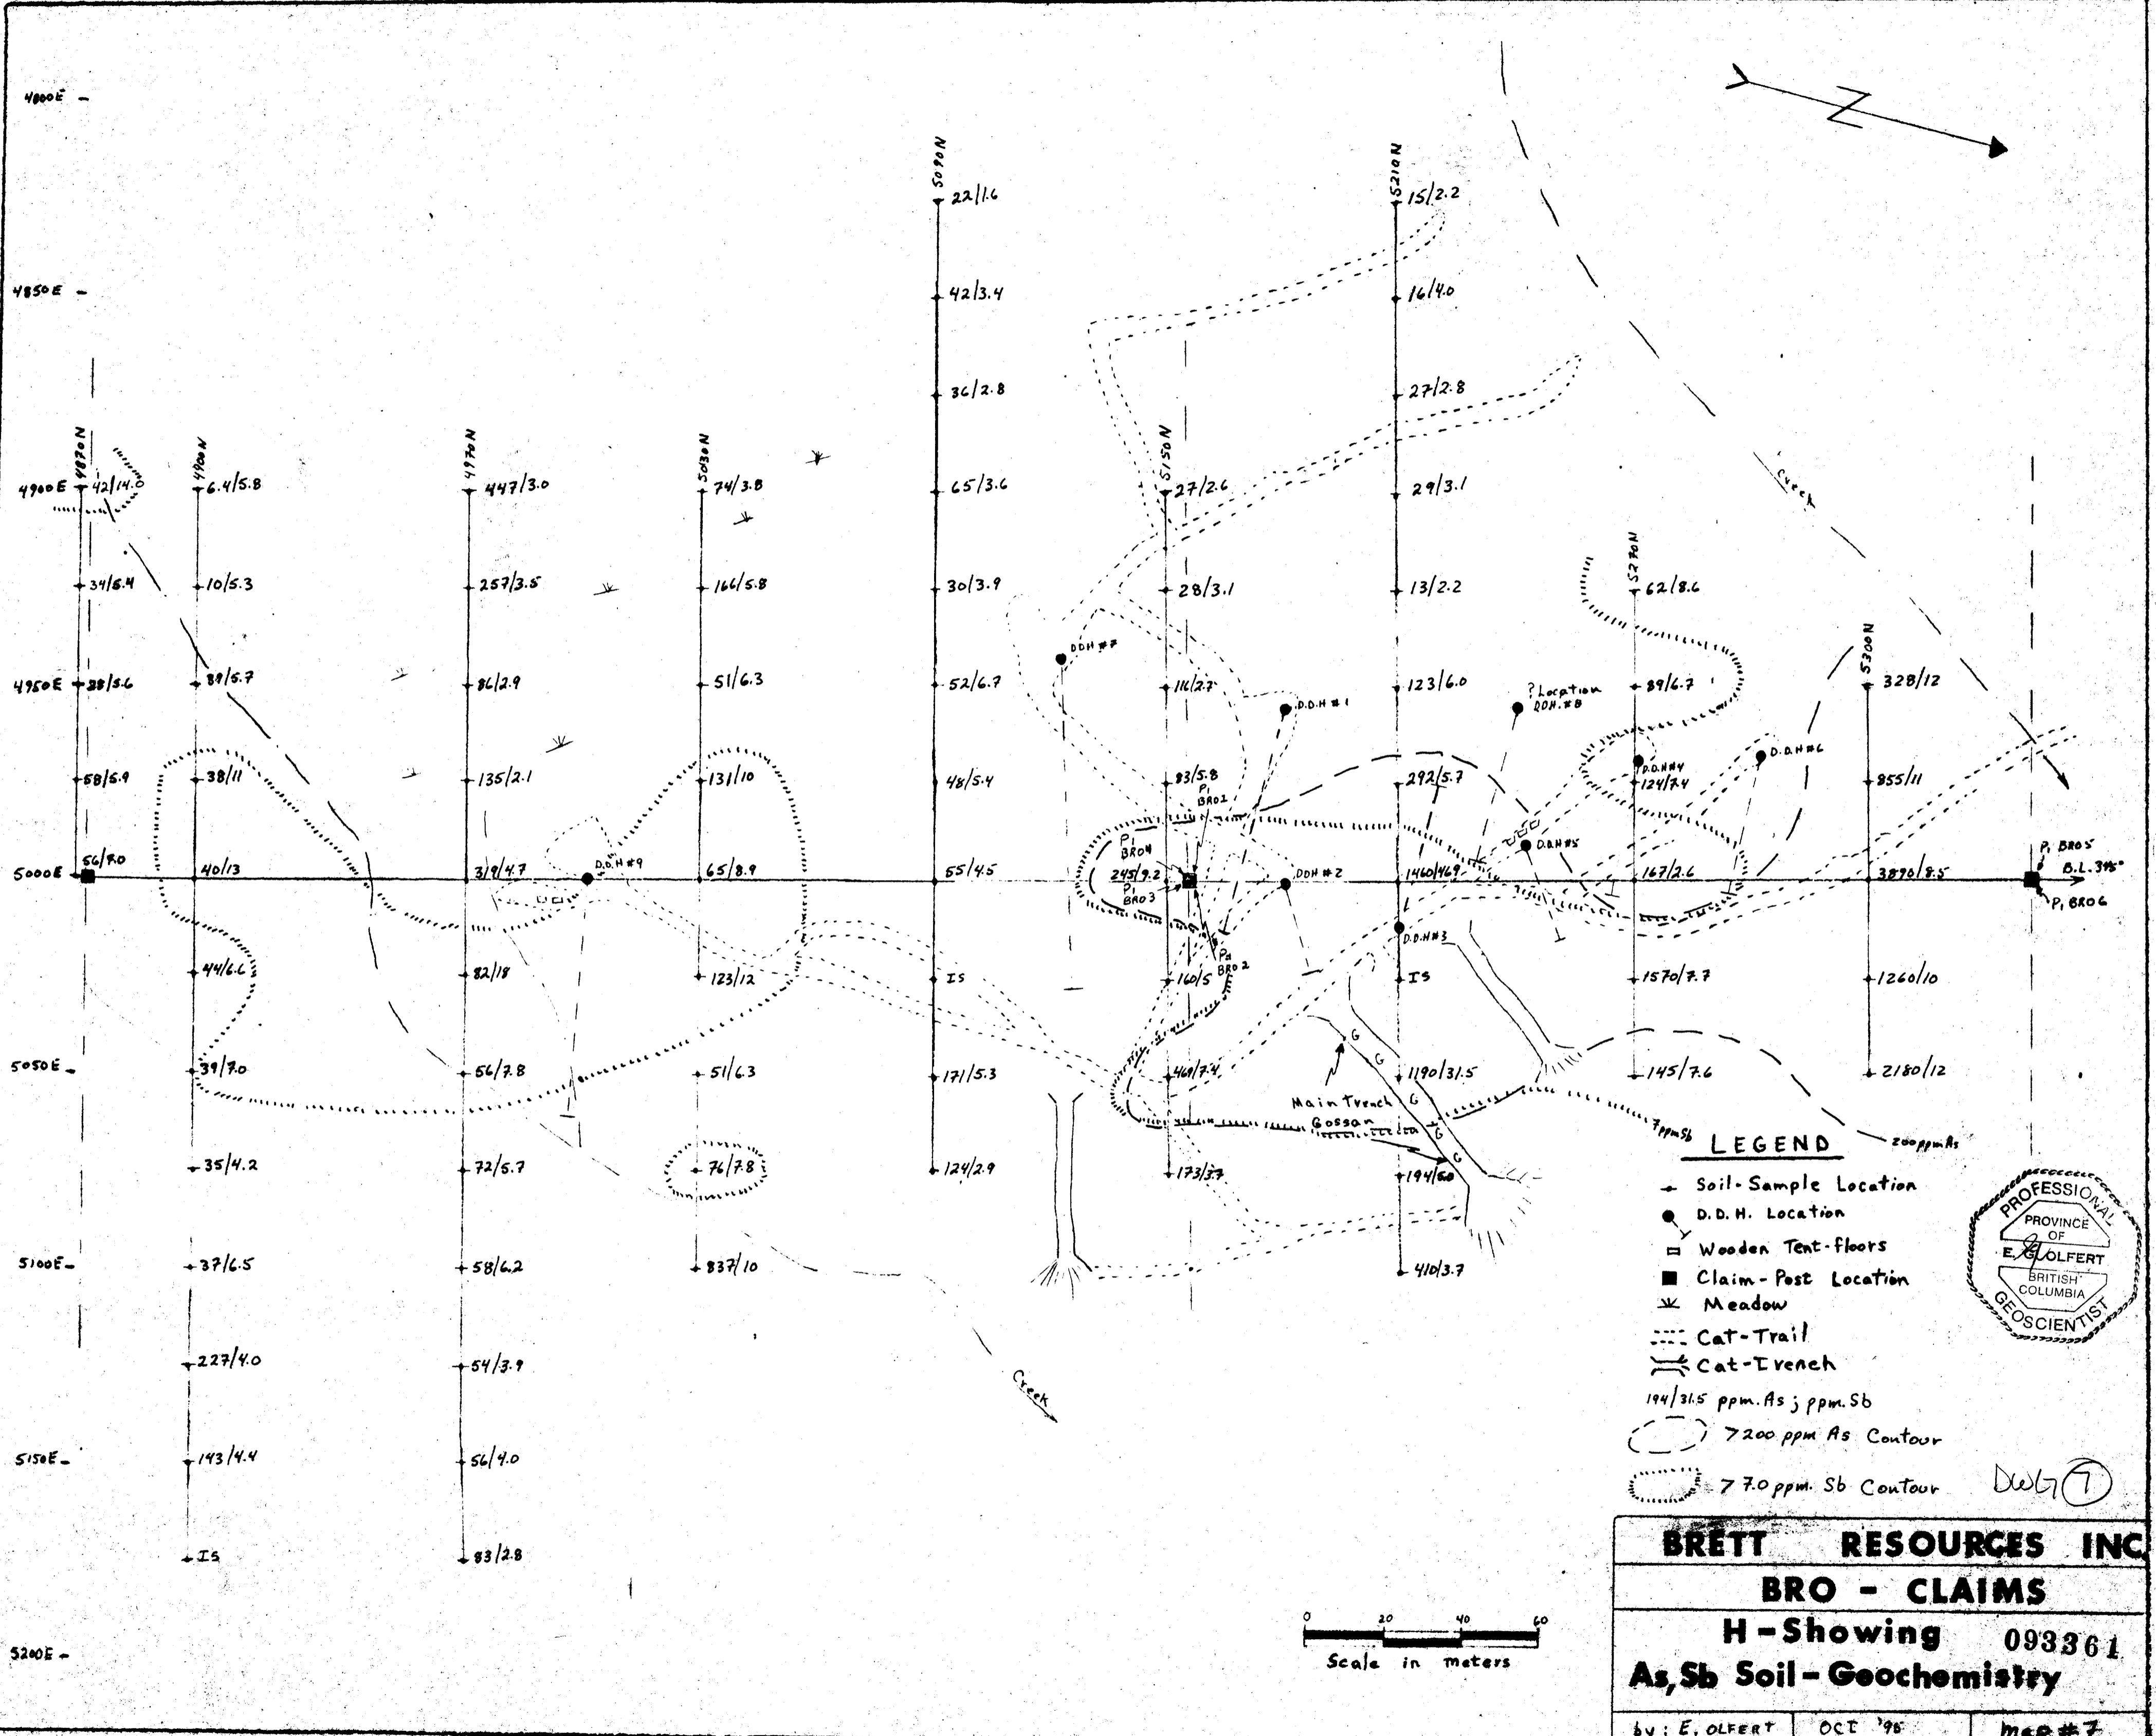 4800E
4850E
4900E
4950E
5000E
5050E
5100E
5150E
5200E
4870N
42/14.0
34/5.4
28/5.6
58/5.9
56/7.0
4900N
6.4/5.8
10/5.3
89/5.7
38/11
40/13
44/6.6
39/7.0
35/4.2
37/6.5
227/4.0
143/4.4
IS
4970N
447/3.0
257/3.5
86/2.9
135/2.1
319/4.7
82/18
56/7.8
72/5.7
58/6.2
54/3.9
56/4.0
83/2.8
D.D.H #9
5030N
74/3.8
166/5.8
51/6.3
131/10
65/8.9
123/12
51/6.3
76/7.8
837/10
5090N
22/1.6
42/3.4
36/2.8
65/3.6
30/3.9
52/6.7
48/5.4
55/4.5
IS
171/5.3
124/2.9
Creek
DDH #7
5150N
27/2.6
28/3.1
116/2.7
83/5.8
P1
BRO1
P1
BRO4
245/9.2
P1
BRO3
P1
BRO2
160/5
469/7.4
173/3.7
D.D.H #1
DDH #2
5210N
15/2.2
16/4.0
27/2.8
29/3.1
13/2.2
123/6.0
292/5.7
1460/469
D.D.H#3
IS
1190/31.5
194/5.0
410/3.7
Main Trench
Gossan
G
G
G
G
G
? Location
DDH. #8
D.D.H#5
5270N
62/8.6
89/6.7
D.D.H#4
124/7.4
167/2.6
1570/7.7
145/7.6
D.D.H#6
5300N
328/12
855/11
3890/8.5
1260/10
2180/12
Creek
N
P1 BRO5
B.L. 345°
P1 BRO6
7ppm Sb
200ppm As
LEGEND
Soil-Sample Location
D.D.H. Location
Wooden Tent-floors
Claim-Post Location
Meadow
Cat-Trail
Cat-Trench
194/31.5 ppm. As ; ppm. Sb
>200 ppm As Contour
>7.0 ppm. Sb Contour
PROFESSIONAL
PROVINCE
OF
E. G. OLFERT
BRITISH
COLUMBIA
GEOSCIENTIST
DWG 7
0 20 40 60
Scale in meters
BRETT RESOURCES INC.
BRO - CLAIMS
H-Showing 093361
As, Sb Soil-Geochemistry
by: E. OLFERT OCT '95 map #7